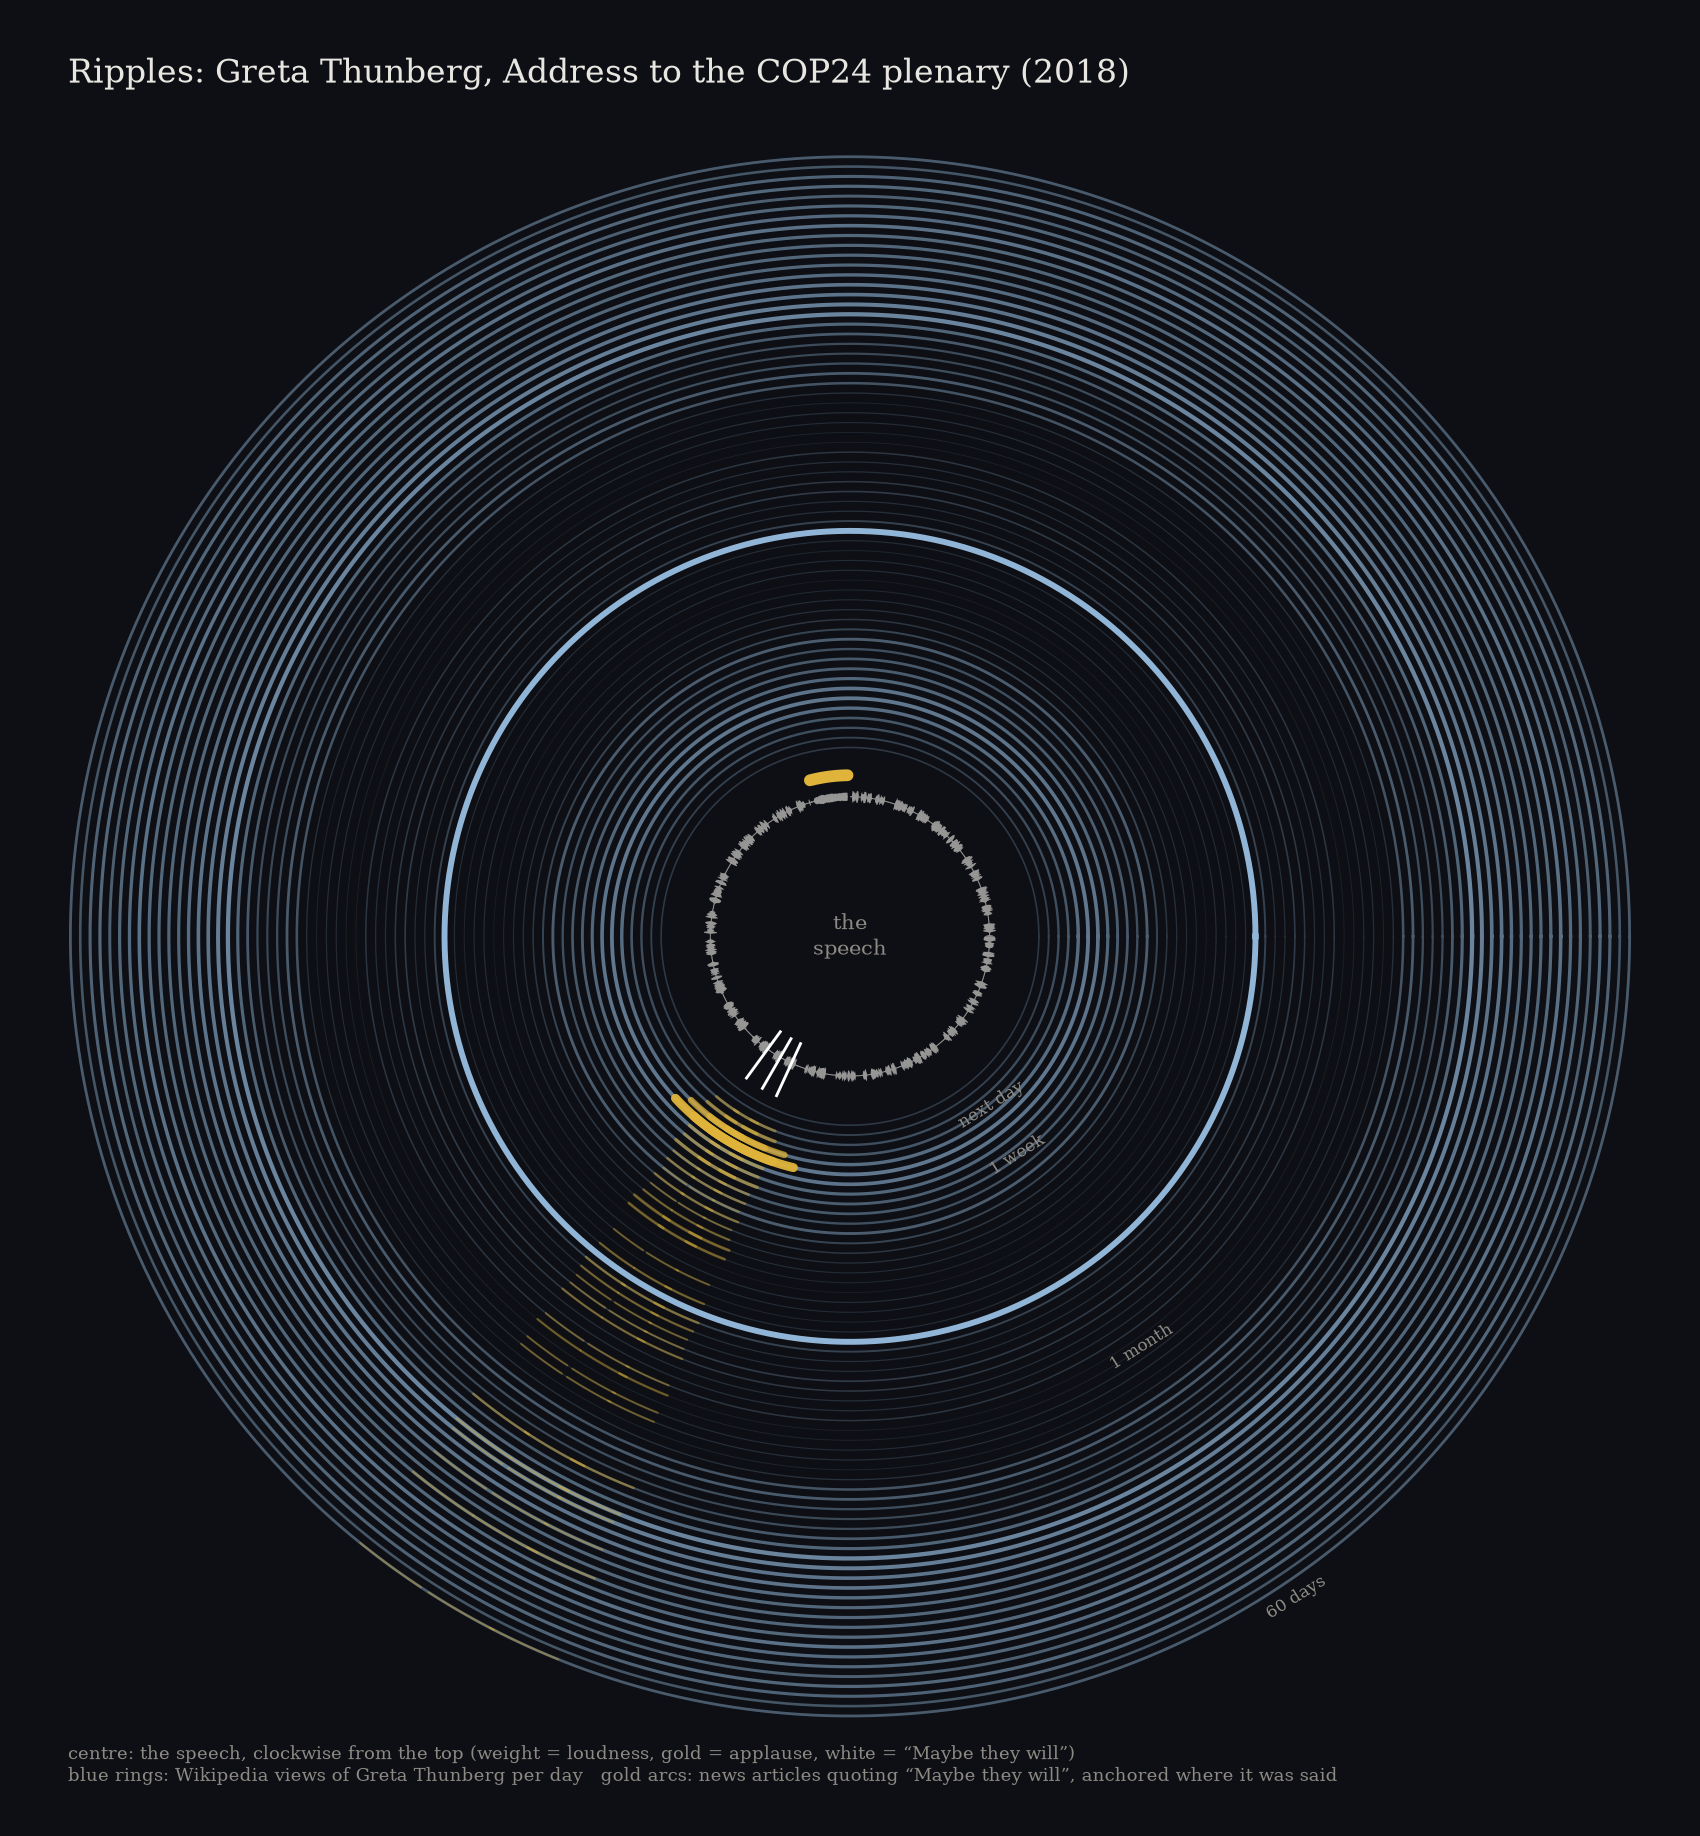 Ripples: Greta Thunberg, Address to the COP24 plenary (2018)
the
speech
next day
1 week
1 month
60 days
centre: the speech, clockwise from the top (weight = loudness, gold = applause, white = “Maybe they will”)
blue rings: Wikipedia views of Greta Thunberg per day   gold arcs: news articles quoting “Maybe they will”, anchored where it was said